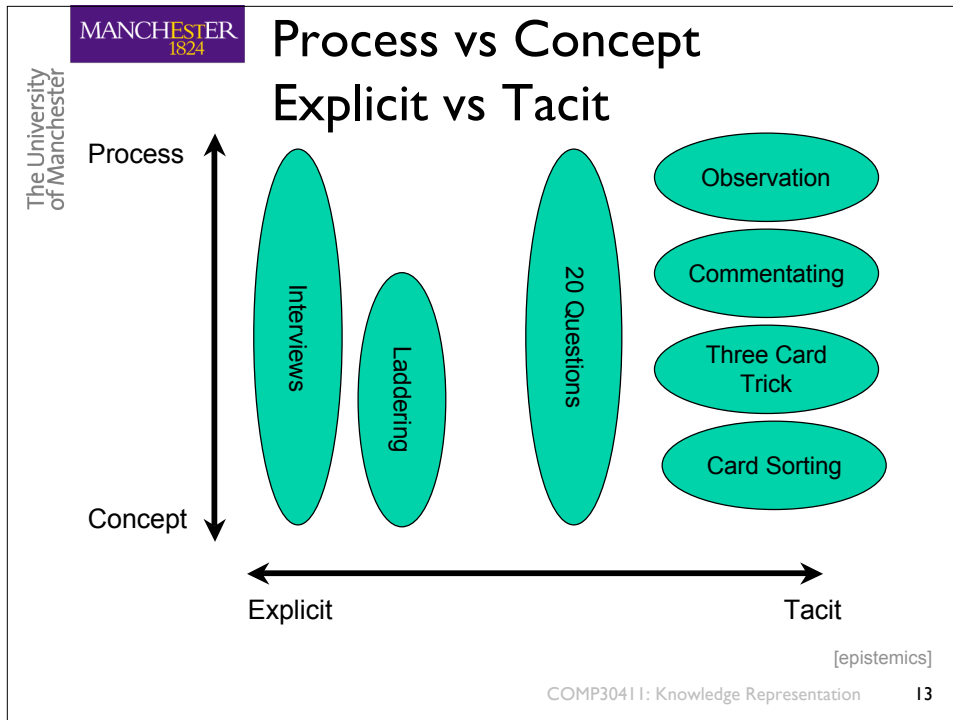 MANCHESTER
1824
The University
of Manchester
Process vs Concept
Explicit vs Tacit
Process
Concept
Interviews
Laddering
20 Questions
Observation
Commentating
Three Card
Trick
Card Sorting
Explicit
Tacit
[epistemics]
COMP30411: Knowledge Representation
13